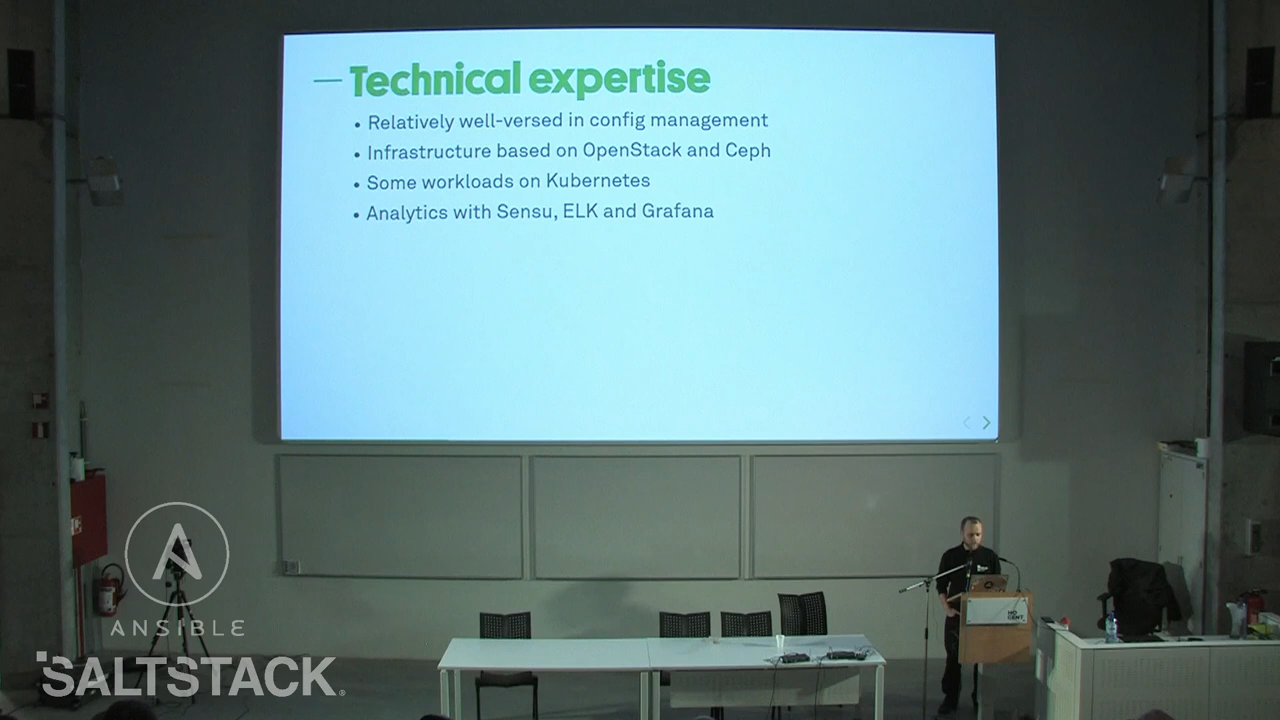 Technical expertise
• Relatively well-versed in config management
• Infrastructure based on OpenStack and Ceph
• Some workloads on Kubernetes
• Analytics with Sensu, ELK and Grafana
ANSIBLE
SALTSTACK
GENT